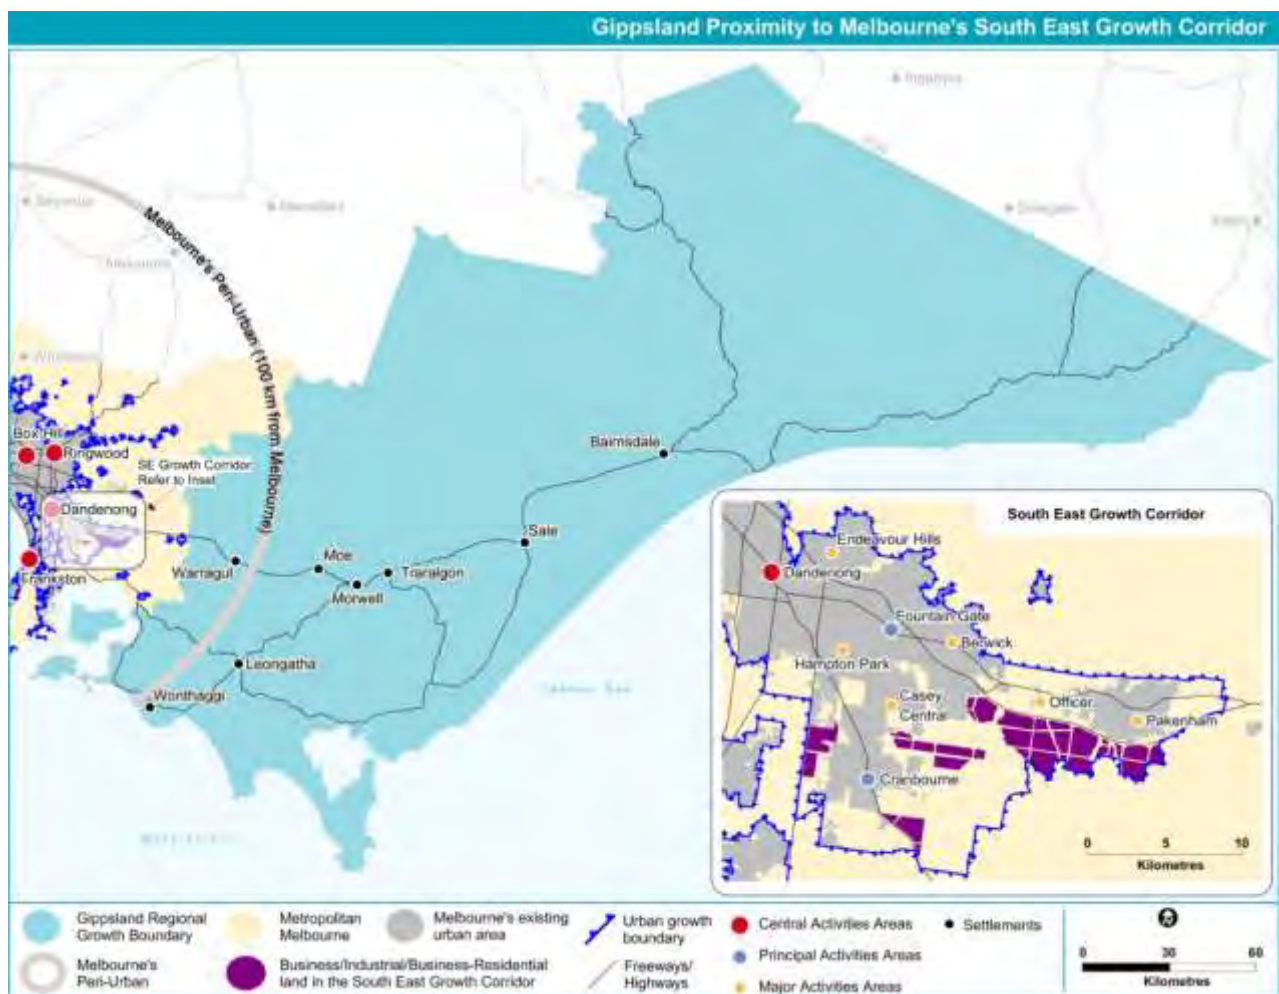 Gippsland Proximity to Melbourne's South East Growth Corridor
Melbourne's Peri-Urban (100 km from Melbourne)
Box Hill
Ringwood
SE Growth Corridor:
Refer to Inset
Dandenong
Frankston
Warragul
Moe
Morwell
Traralgon
Sale
Bairnsdale
Leongatha
Wonthaggi
South East Growth Corridor
Endeavour Hills
Dandenong
Fountain Gate
Berwick
Hampton Park
Casey
Central
Officer
Pakenham
Cranbourne
0 5 10
Kilometres
Gippsland Regional
Growth Boundary
Metropolitan
Melbourne
Melbourne's existing
urban area
Urban growth
boundary
Central Activities Areas
Settlements
Melbourne's
Peri-Urban
Business/Industrial/Business-Residential
land in the South East Growth Corridor
Freeways/
Highways
Principal Activities Areas
Major Activities Areas
0 30 60
Kilometres